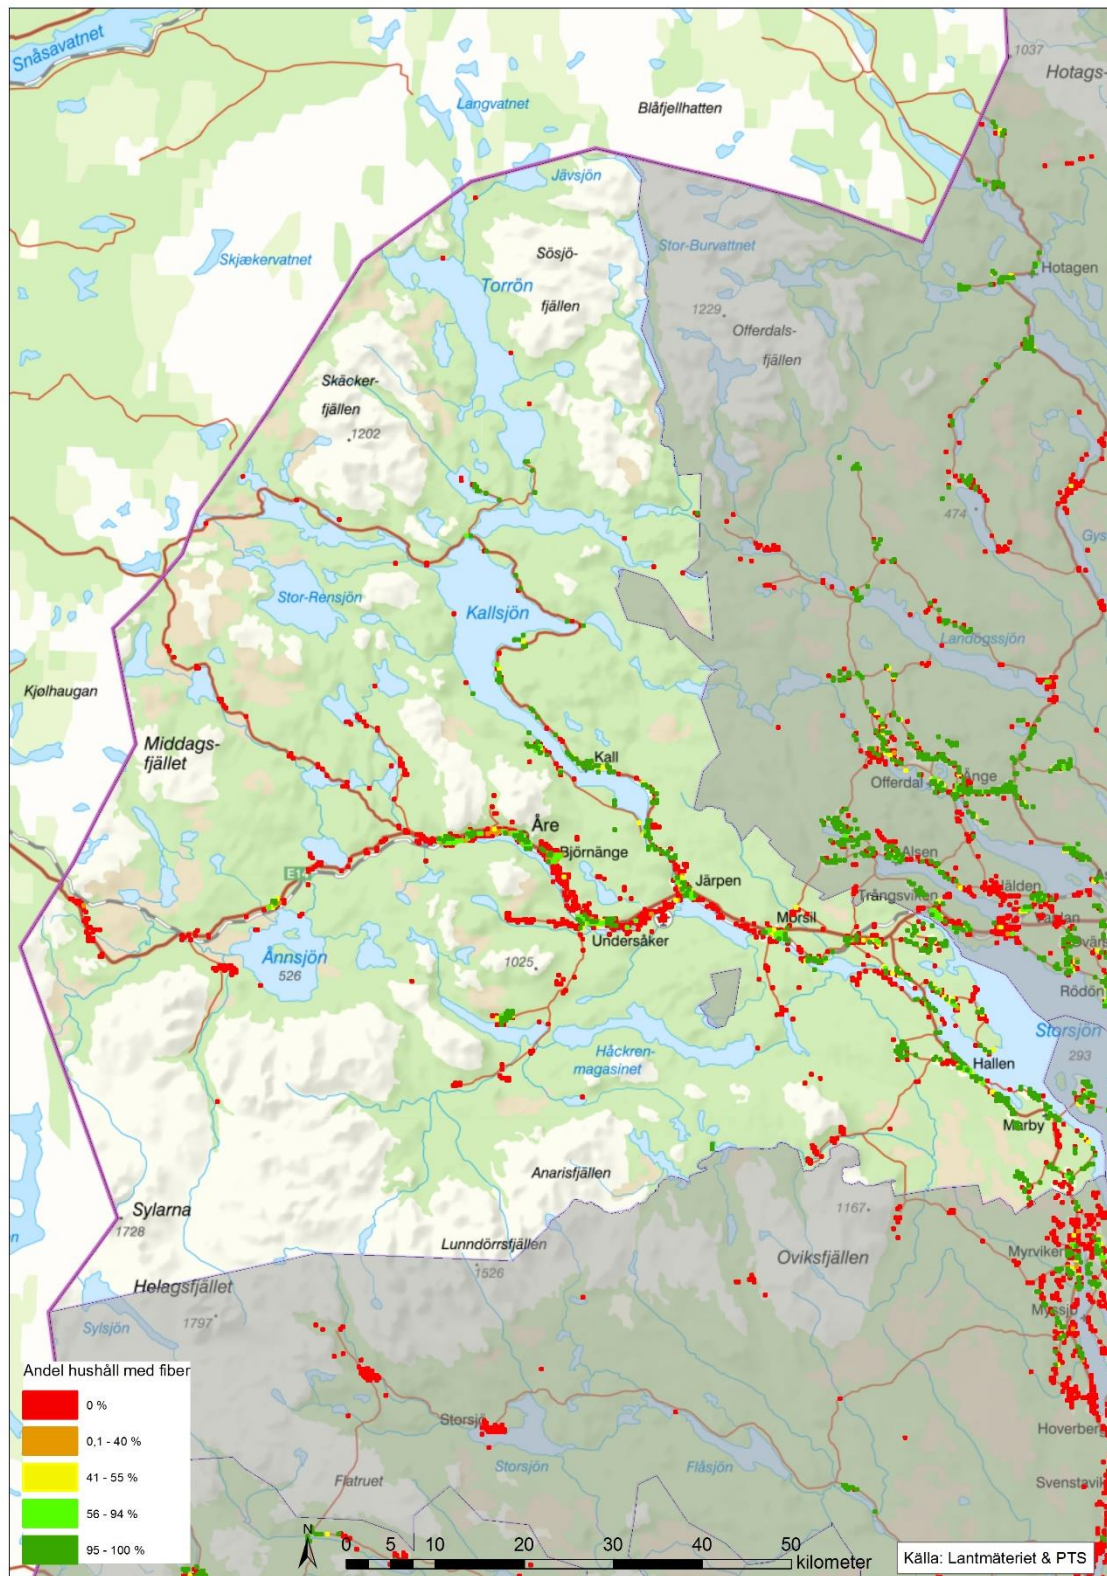 Snåsavatnet
1037
Hotags-
Langvatnet
Blåfjellhatten
Jävsjön
Skjækervatnet
Sösjö-
fjällen
Stor-Burvattnet
Hotagen
Torrön
1229
Offerdals-
fjällen
Skäcker-
fjällen
1202
474
Gys
Stor-Rensjön
Kallsjön
Landögssjön
Kjølhaugan
Middags-
fjället
Kall
Offerdal
Ånge
Åre
Björnänge
Alsen
E14
Järpen
Trångsviken
Hälden
Mörsil
Undersåker
Ånnsjön
526
1025
Rödön
Storsjön
293
Håckren-
magasinet
Hallen
Marby
Anarisfjällen
Sylarna
1728
1167
Lunndörrsfjällen
Oviksfjällen
Myrviken
1526
Helagsfjället
1797
Sylsjön
Myssjö
Andel hushåll med fiber
0 %
0,1 - 40 %
41 - 55 %
56 - 94 %
95 - 100 %
Storsjö
Hoverberg
Storsjön
Flåsjön
Flatruet
Svenstavik
N
0 5 10 20 30 40 50
kilometer
Källa: Lantmäteriet & PTS